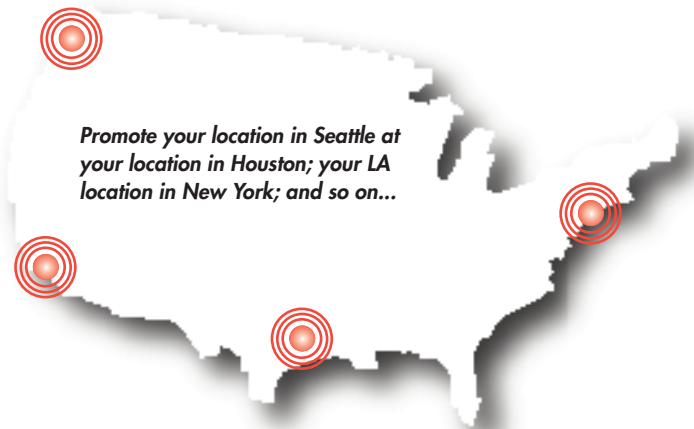 Promote your location in Seattle at
your location in Houston; your LA
location in New York; and so on...